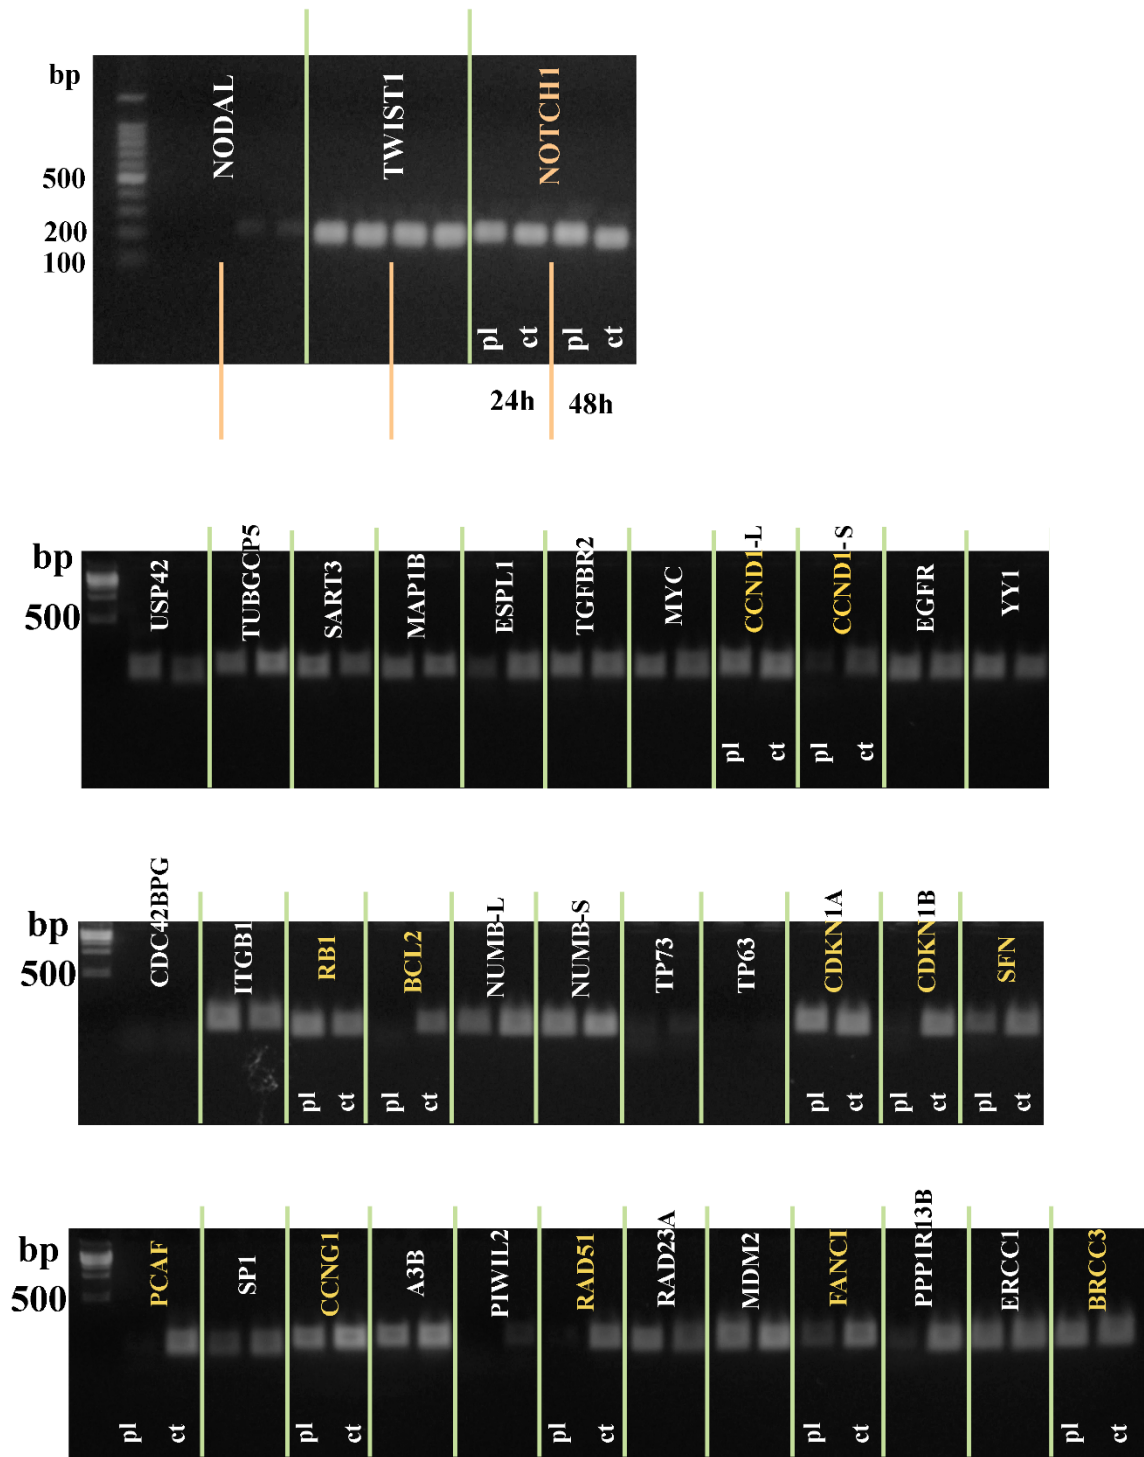 bp
NODAL
TWIST1
NOTCH1
500
200
100
pl ct pl ct
24h 48h
bp
500
USP42
TUBGCP5
SART3
MAP1B
ESPL1
TGFBR2
MYC
CCND1-L
CCND1-S
EGFR
YY1
pl ct pl ct
bp
500
CDC42BPG
ITGB1
RB1
BCL2
NUMB-L
NUMB-S
TP73
TP63
CDKN1A
CDKN1B
SFN
pl ct pl ct pl ct pl ct pl ct
bp
500
PCAF
SP1
CCNG1
A3B
PIWIL2
RAD51
RAD23A
MDM2
FANCI
PPP1R13B
ERCC1
BRCC3
pl ct pl ct pl ct pl ct pl ct